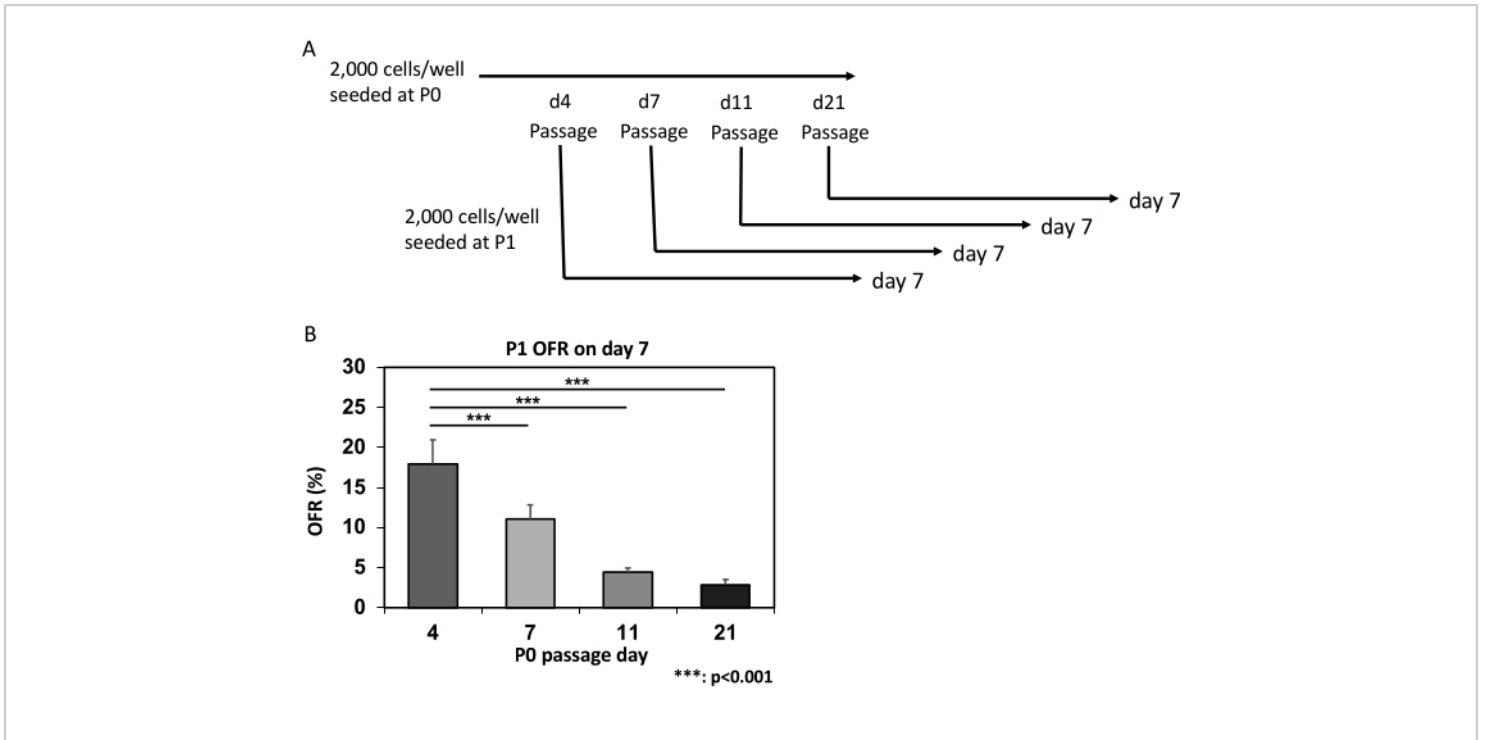 A
2,000 cells/well
seeded at P0
d4
d7
d11
d21
Passage
Passage
Passage
Passage
2,000 cells/well
seeded at P1
day 7
day 7
day 7
day 7
B
P1 OFR on day 7
30
25
20
15
10
5
0
OFR (%)
***
***
***
4
7
11
21
P0 passage day
***: p<0.001